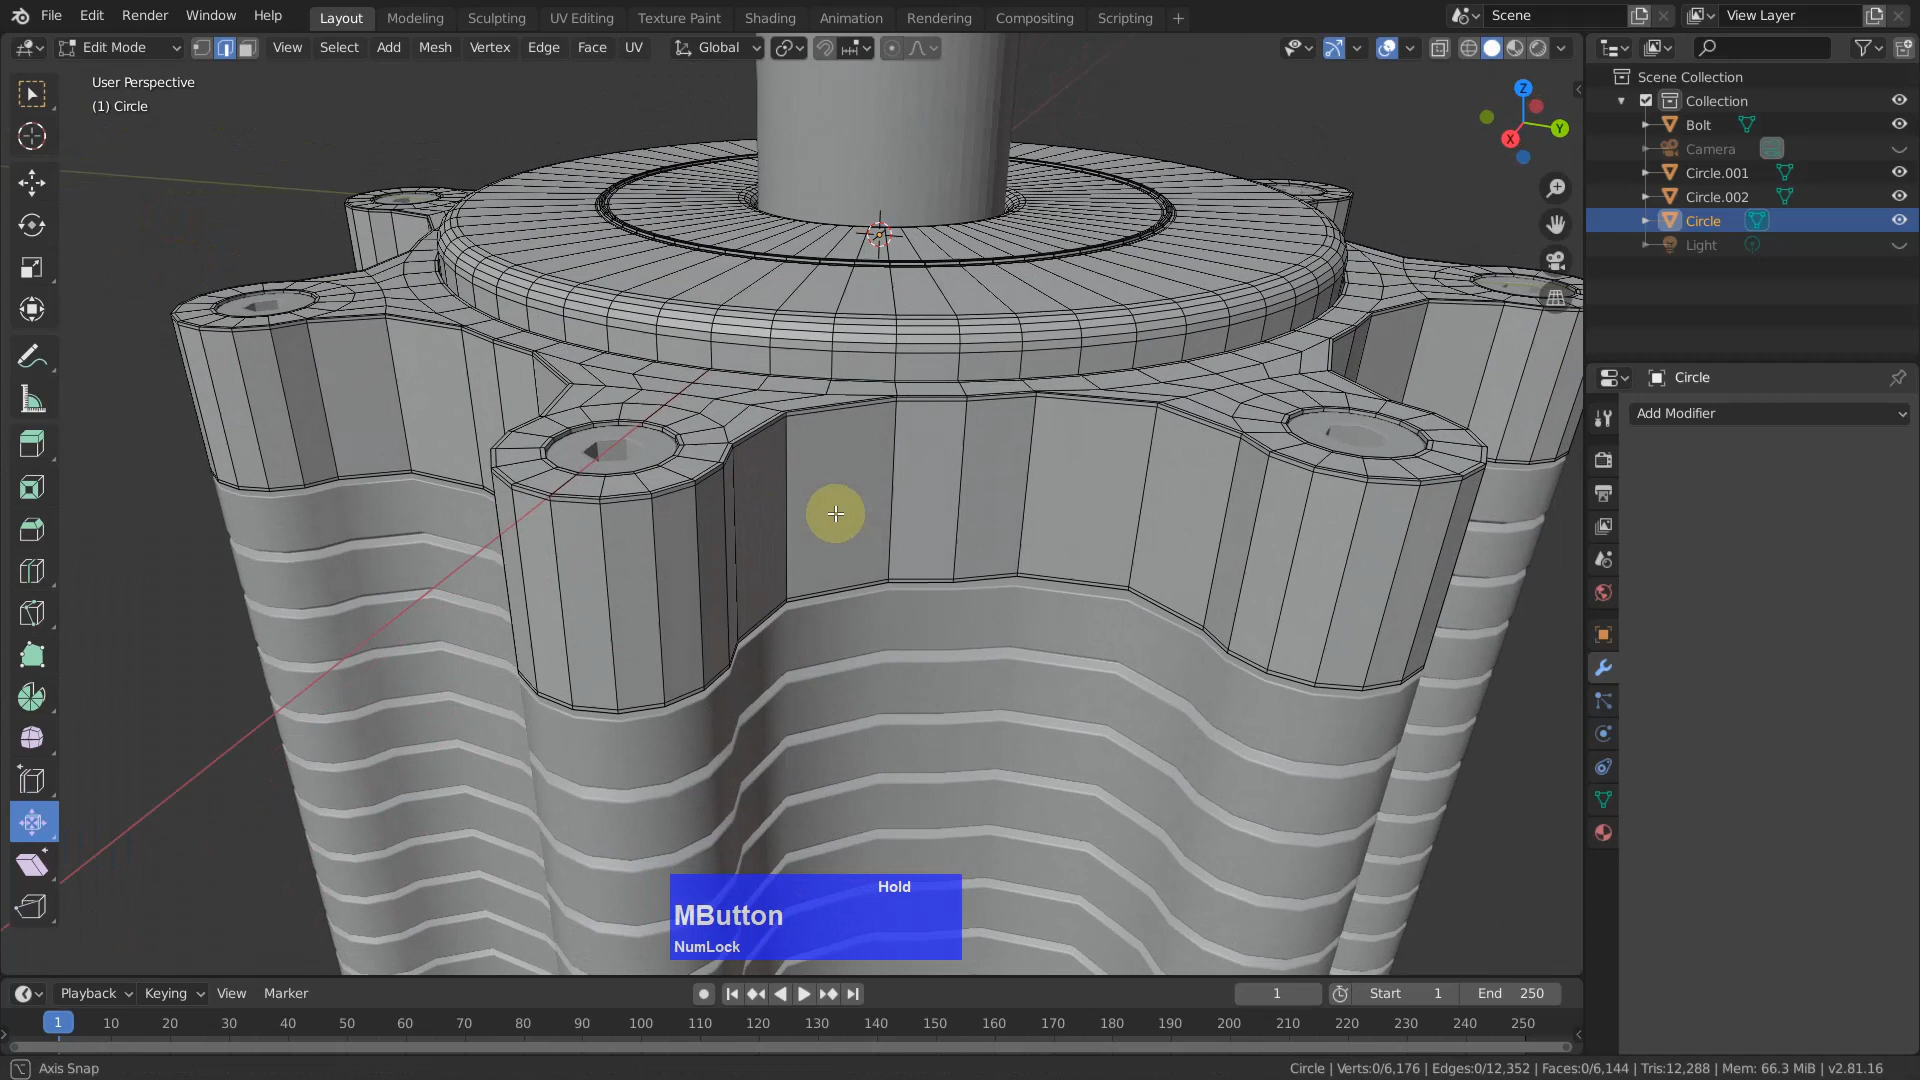 File Edit Render Window Help Layout Modeling Sculpting UV Editing Texture Paint Shading Animation Rendering Compositing Scripting + Scene View Layer
Edit Mode View Select Add Mesh Vertex Edge Face UV Global
User Perspective
(1) Circle
Z
Y
X
Scene Collection
Collection
Bolt
Camera
Circle.001
Circle.002
Circle
Light
Circle
Add Modifier
Hold
MButton
NumLock
Playback Keying View Marker 1 Start 1 End 250
1 10 20 30 40 50 60 70 80 90 100 110 120 130 140 150 160 170 180 190 200 210 220 230 240 250
Axis Snap Circle | Verts:0/6,176 | Edges:0/12,352 | Faces:0/6,144 | Tris:12,288 | Mem: 66.3 MiB | v2.81.16